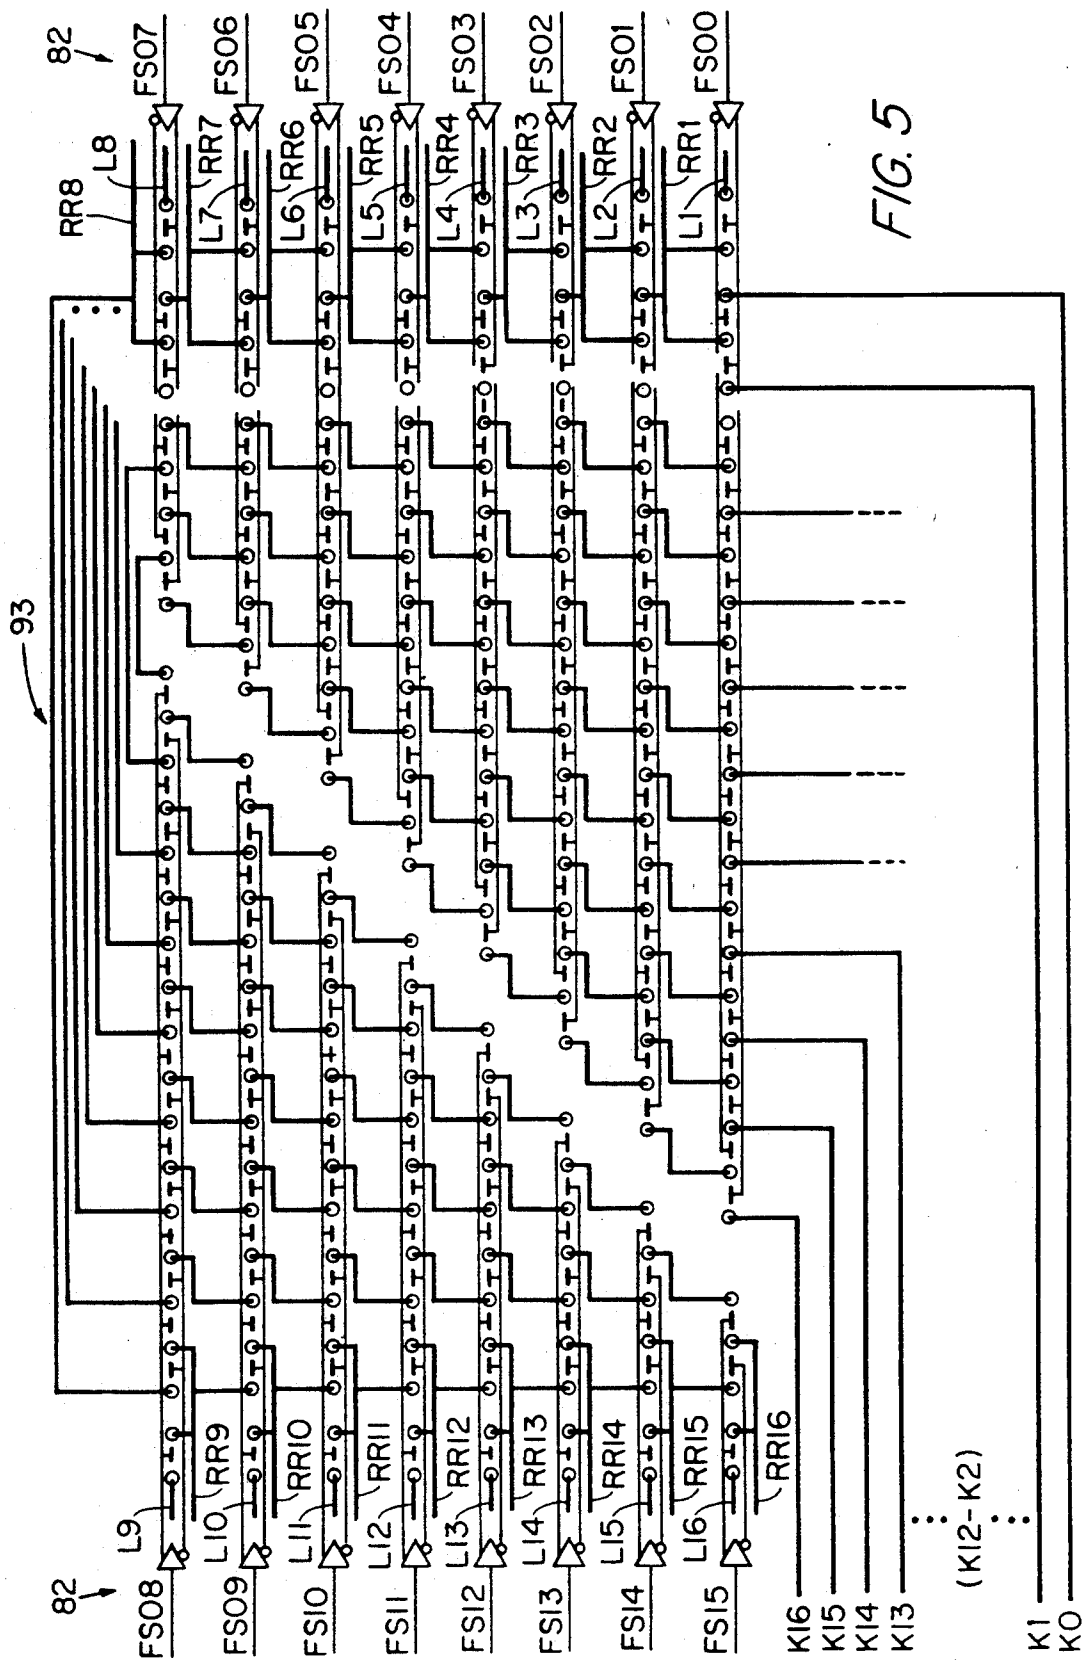 82
93
82
FS08
L9
RR9
RR8
L8
FS07
FS09
L10
RR10
L7
RR7
FS06
FS10
L11
RR11
L6
RR6
FS05
FS11
L12
RR12
L5
RR5
FS04
FS12
L13
RR13
L4
RR4
FS03
FS13
L14
RR14
L3
RR3
FS02
FS14
L15
RR15
L2
RR2
FS01
FS15
L16
RR16
L1
RR1
FS00
K16
K15
K14
K13
(K12-K2)
K1
K0
FIG. 5